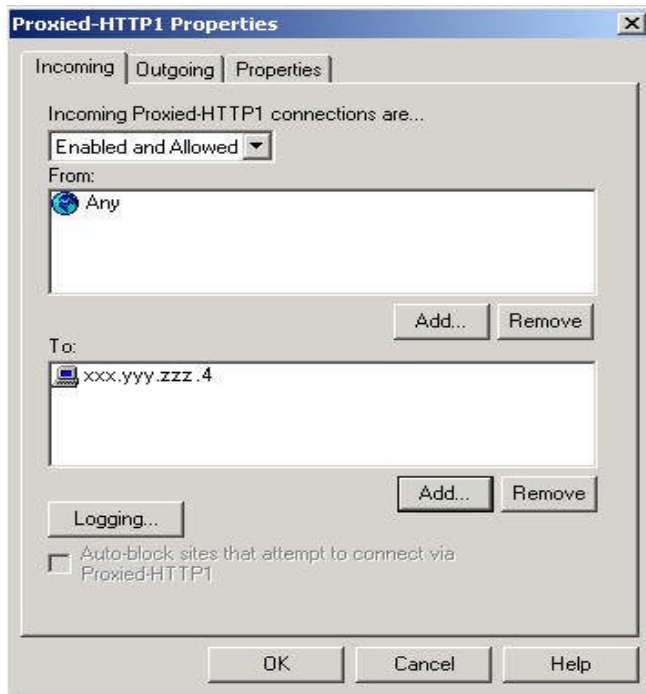 Proxied-HTTP1 Properties
Incoming Outgoing Properties
Incoming Proxied-HTTP1 connections are...
Enabled and Allowed
From:
Any
Add... Remove
To:
xxx.yyy.zzz.4
Add... Remove
Logging...
Auto-block sites that attempt to connect via
Proxied-HTTP1
OK Cancel Help